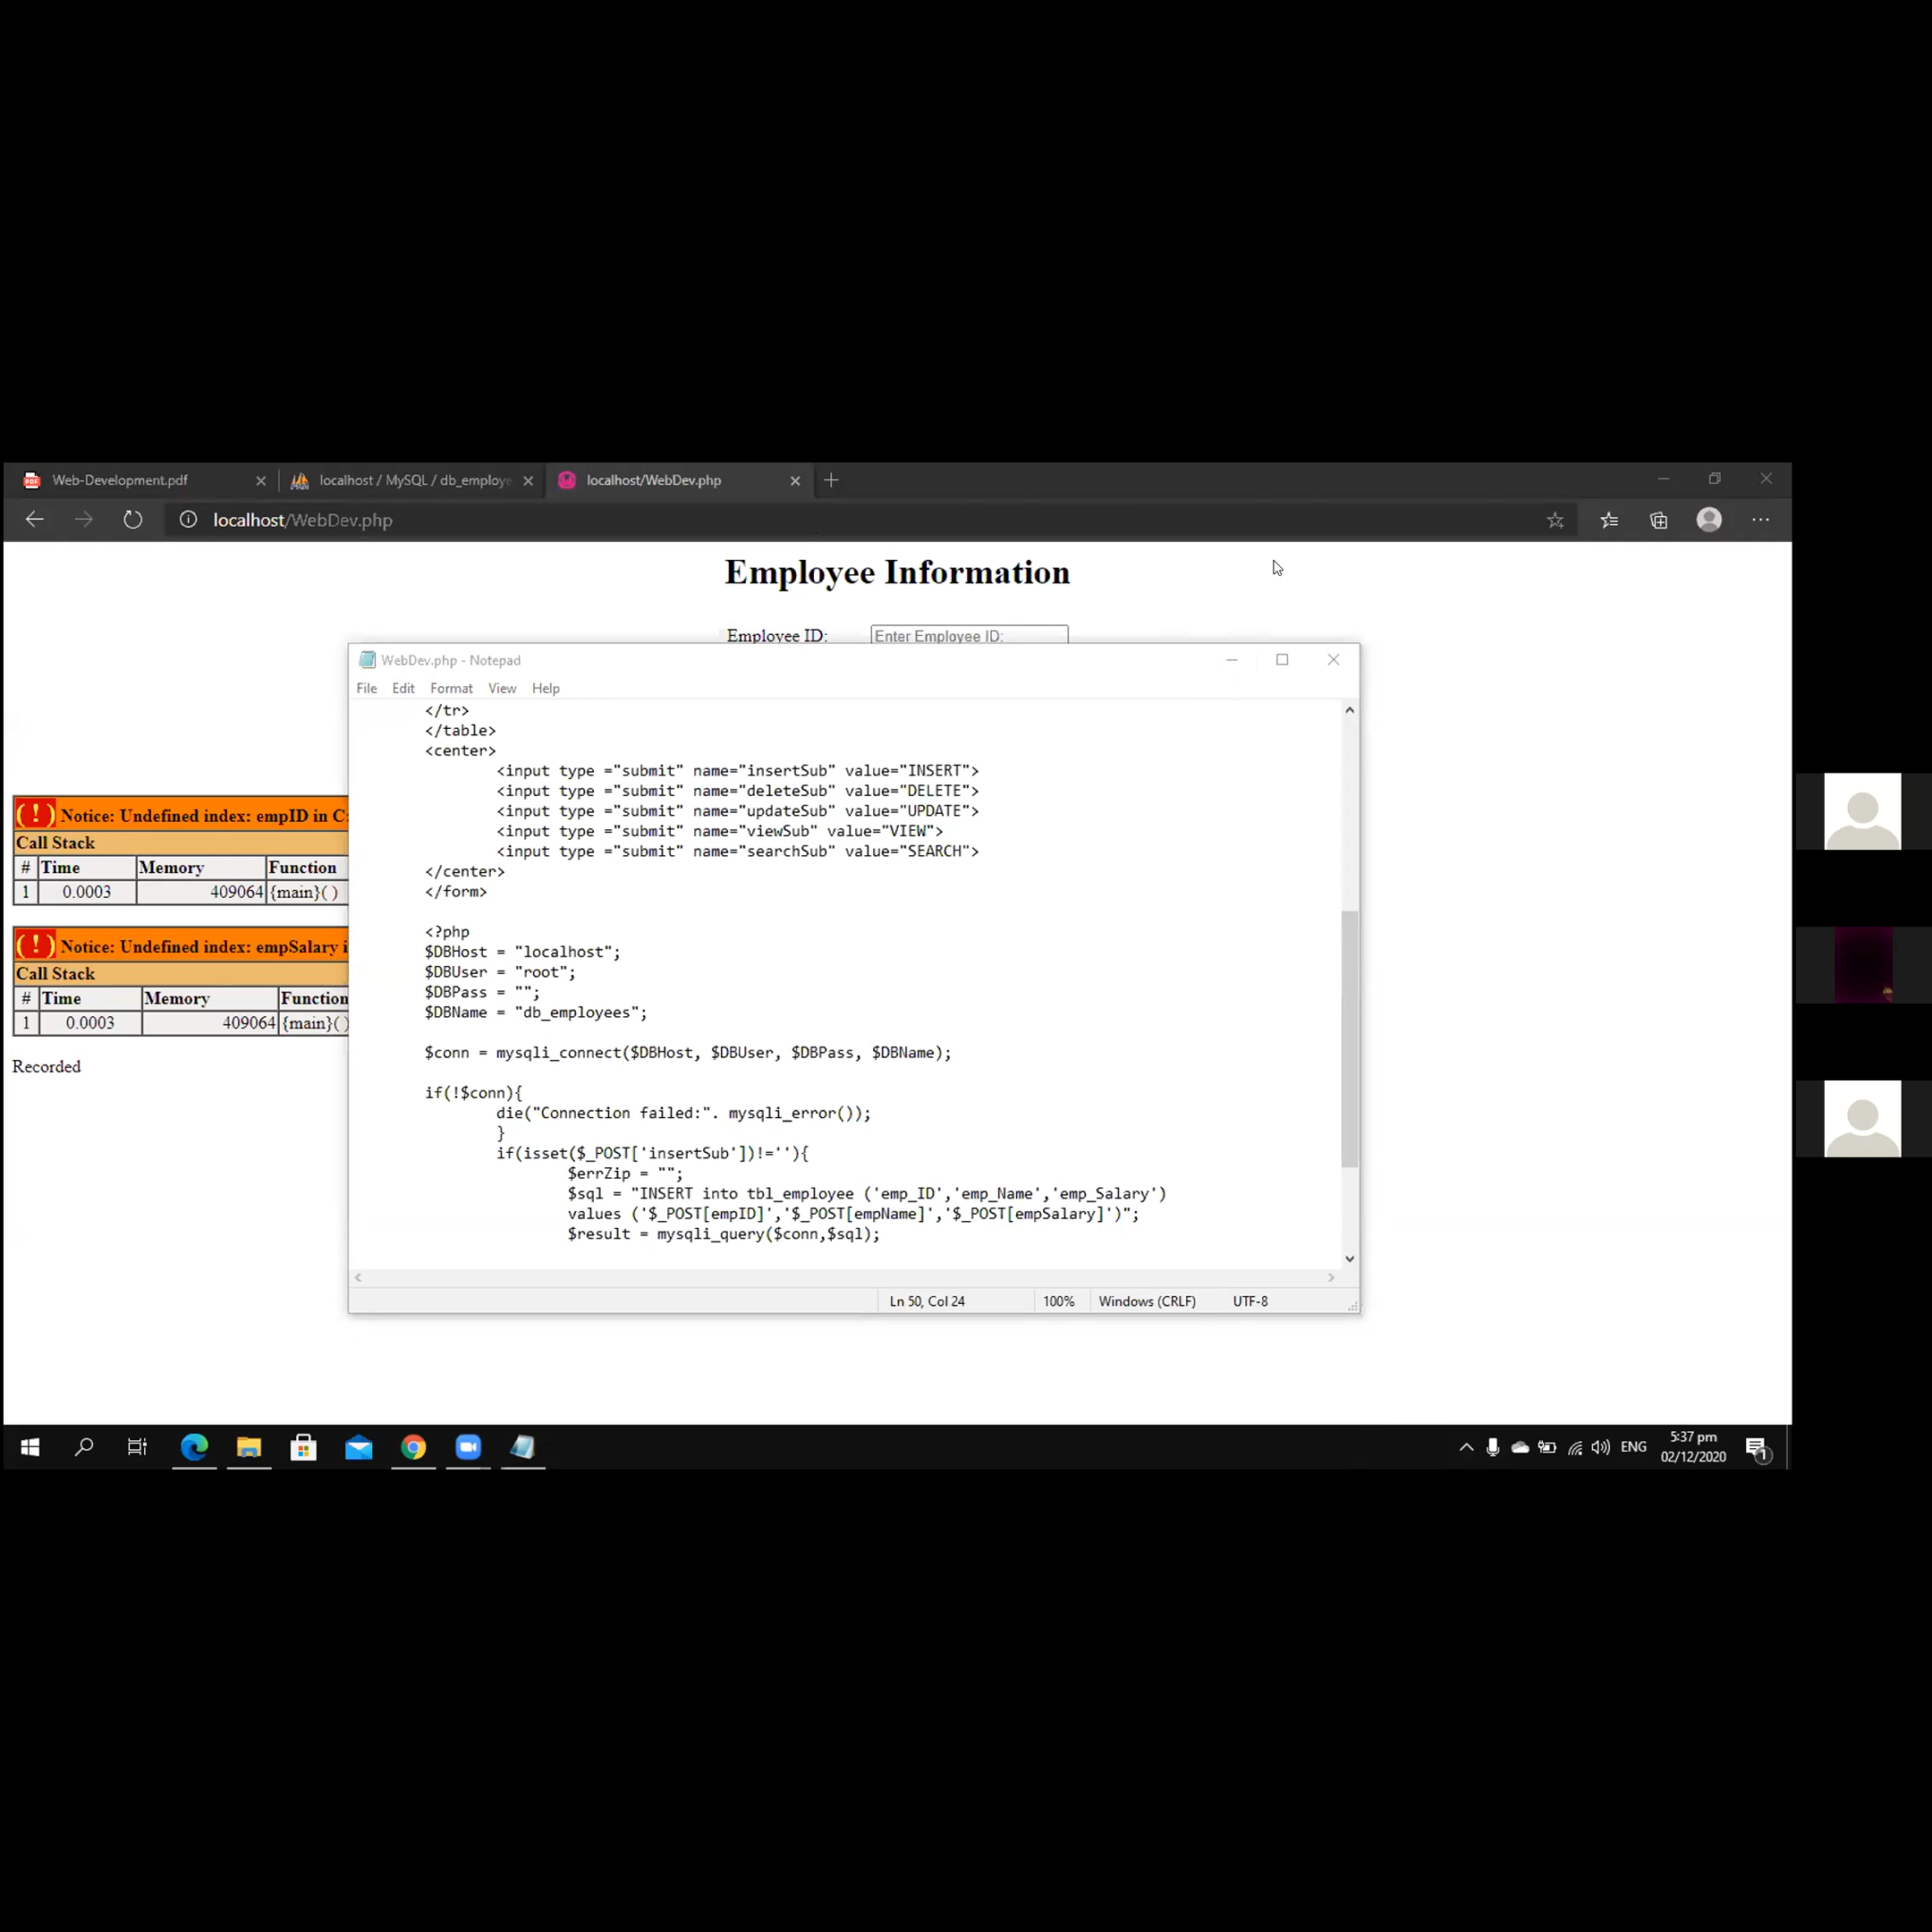 Web-Development.pdf
localhost / MySQL / db_employe
localhost/WebDev.php
localhost/WebDev.php
Employee Information
Employee ID:
Enter Employee ID:
WebDev.php - Notepad
File Edit Format View Help
</tr>
</table>
<center>
<input type ="submit" name="insertSub" value="INSERT">
<input type ="submit" name="deleteSub" value="DELETE">
<input type ="submit" name="updateSub" value="UPDATE">
<input type ="submit" name="viewSub" value="VIEW">
<input type ="submit" name="searchSub" value="SEARCH">
</center>
</form>
<?php
$DBHost = "localhost";
$DBUser = "root";
$DBPass = "";
$DBName = "db_employees";
$conn = mysqli_connect($DBHost, $DBUser, $DBPass, $DBName);
if(!$conn){
die("Connection failed:". mysqli_error());
}
if(isset($_POST['insertSub'])!=''){
$errZip = "";
$sql = "INSERT into tbl_employee ('emp_ID','emp_Name','emp_Salary')
values ('$_POST[empID]','$_POST[empName]','$_POST[empSalary]')";
$result = mysqli_query($conn,$sql);
Ln 50, Col 24 100% Windows (CRLF) UTF-8
( ! ) Notice: Undefined index: empID in C:
Call Stack
# Time Memory Function
1 0.0003 409064 {main}( )
( ! ) Notice: Undefined index: empSalary i
Call Stack
# Time Memory Function
1 0.0003 409064 {main}( )
Recorded
ENG
5:37 pm
02/12/2020
1